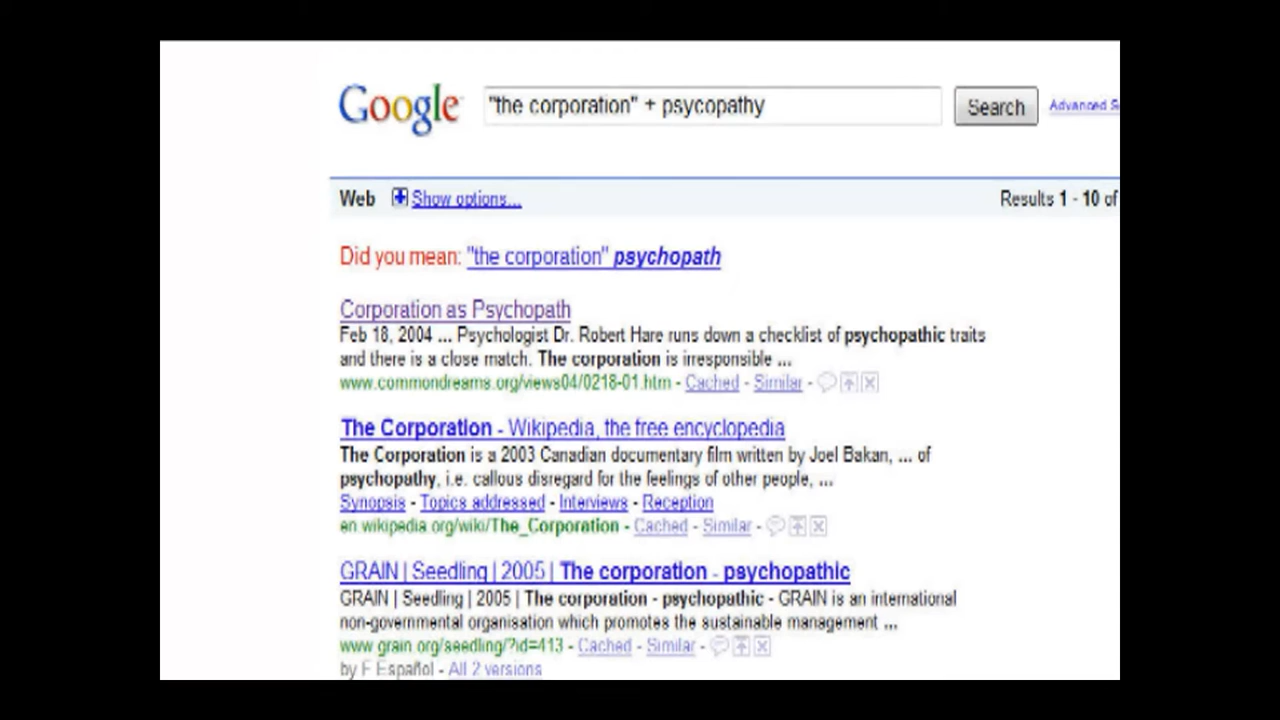 Google "the corporation" + psycopathy Search Advanced S
Web Show options... Results 1 - 10 of
Did you mean: "the corporation" psychopath
Corporation as Psychopath
Feb 18, 2004 ... Psychologist Dr. Robert Hare runs down a checklist of psychopathic traits
and there is a close match. The corporation is irresponsible ...
www.commondreams.org/views04/0218-01.htm - Cached - Similar -
The Corporation - Wikipedia, the free encyclopedia
The Corporation is a 2003 Canadian documentary film written by Joel Bakan, ... of
psychopathy, i.e. callous disregard for the feelings of other people, ...
Synopsis - Topics addressed - Interviews - Reception
en.wikipedia.org/wiki/The_Corporation - Cached - Similar -
GRAIN | Seedling | 2005 | The corporation - psychopathic
GRAIN | Seedling | 2005 | The corporation - psychopathic - GRAIN is an international
non-governmental organisation which promotes the sustainable management ...
www.grain.org/seedling/?id=413 - Cached - Similar -
by F Español - All 2 versions